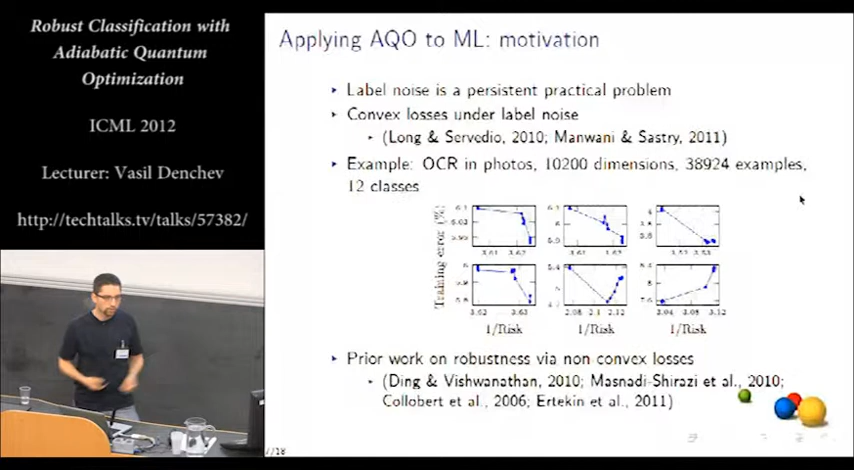 Robust Classification with
Adiabatic Quantum
Optimization
ICML 2012
Lecturer: Vasil Denchev
http://techtalks.tv/talks/57382/
Applying AQO to ML: motivation
Label noise is a persistent practical problem
Convex losses under label noise
(Long & Servedio, 2010; Manwani & Sastry, 2011)
Example: OCR in photos, 10200 dimensions, 38924 examples,
12 classes
Training error (%)
1/Risk 1/Risk 1/Risk
Prior work on robustness via non convex losses
(Ding & Vishwanathan, 2010; Masnadi-Shirazi et al., 2010;
Collobert et al., 2006; Ertekin et al., 2011)
7/18